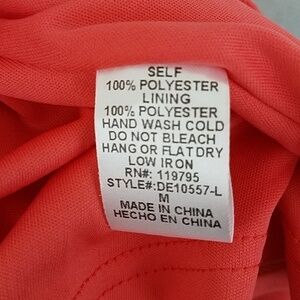 SELF
100% POLYESTER
LINING
100% POLYESTER
HAND WASH COLD
DO NOT BLEACH
HANG OR FLAT DRY
LOW IRON
RN#: 119795
STYLE#:DE10557-L
M
MADE IN CHINA
HECHO EN CHINA